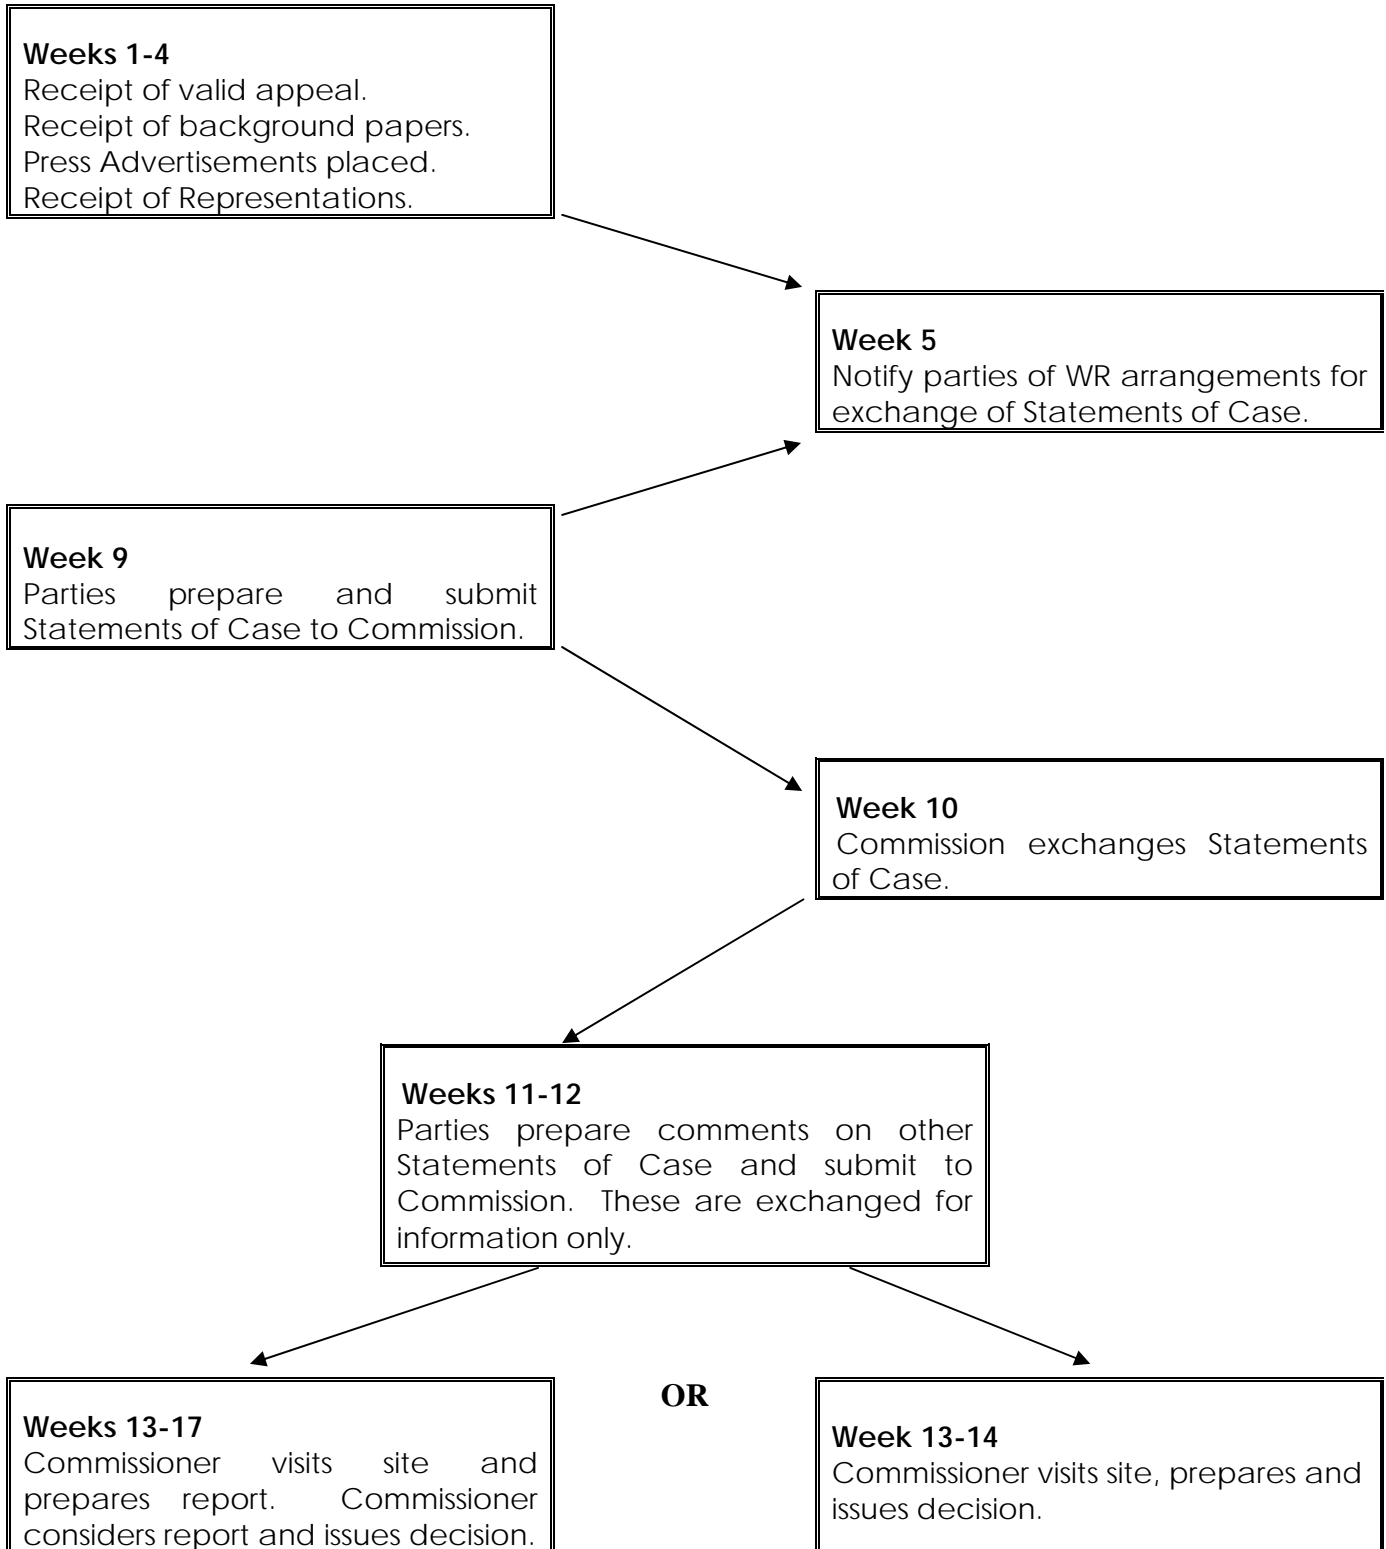 Weeks 1-4
Receipt of valid appeal.
Receipt of background papers.
Press Advertisements placed.
Receipt of Representations.
Week 5
Notify parties of WR arrangements for
exchange of Statements of Case.
Week 9
Parties prepare and submit
Statements of Case to Commission.
Week 10
Commission exchanges Statements
of Case.
Weeks 11-12
Parties prepare comments on other
Statements of Case and submit to
Commission. These are exchanged for
information only.
OR
Weeks 13-17
Commissioner visits site and
prepares report. Commissioner
considers report and issues decision.
Week 13-14
Commissioner visits site, prepares and
issues decision.